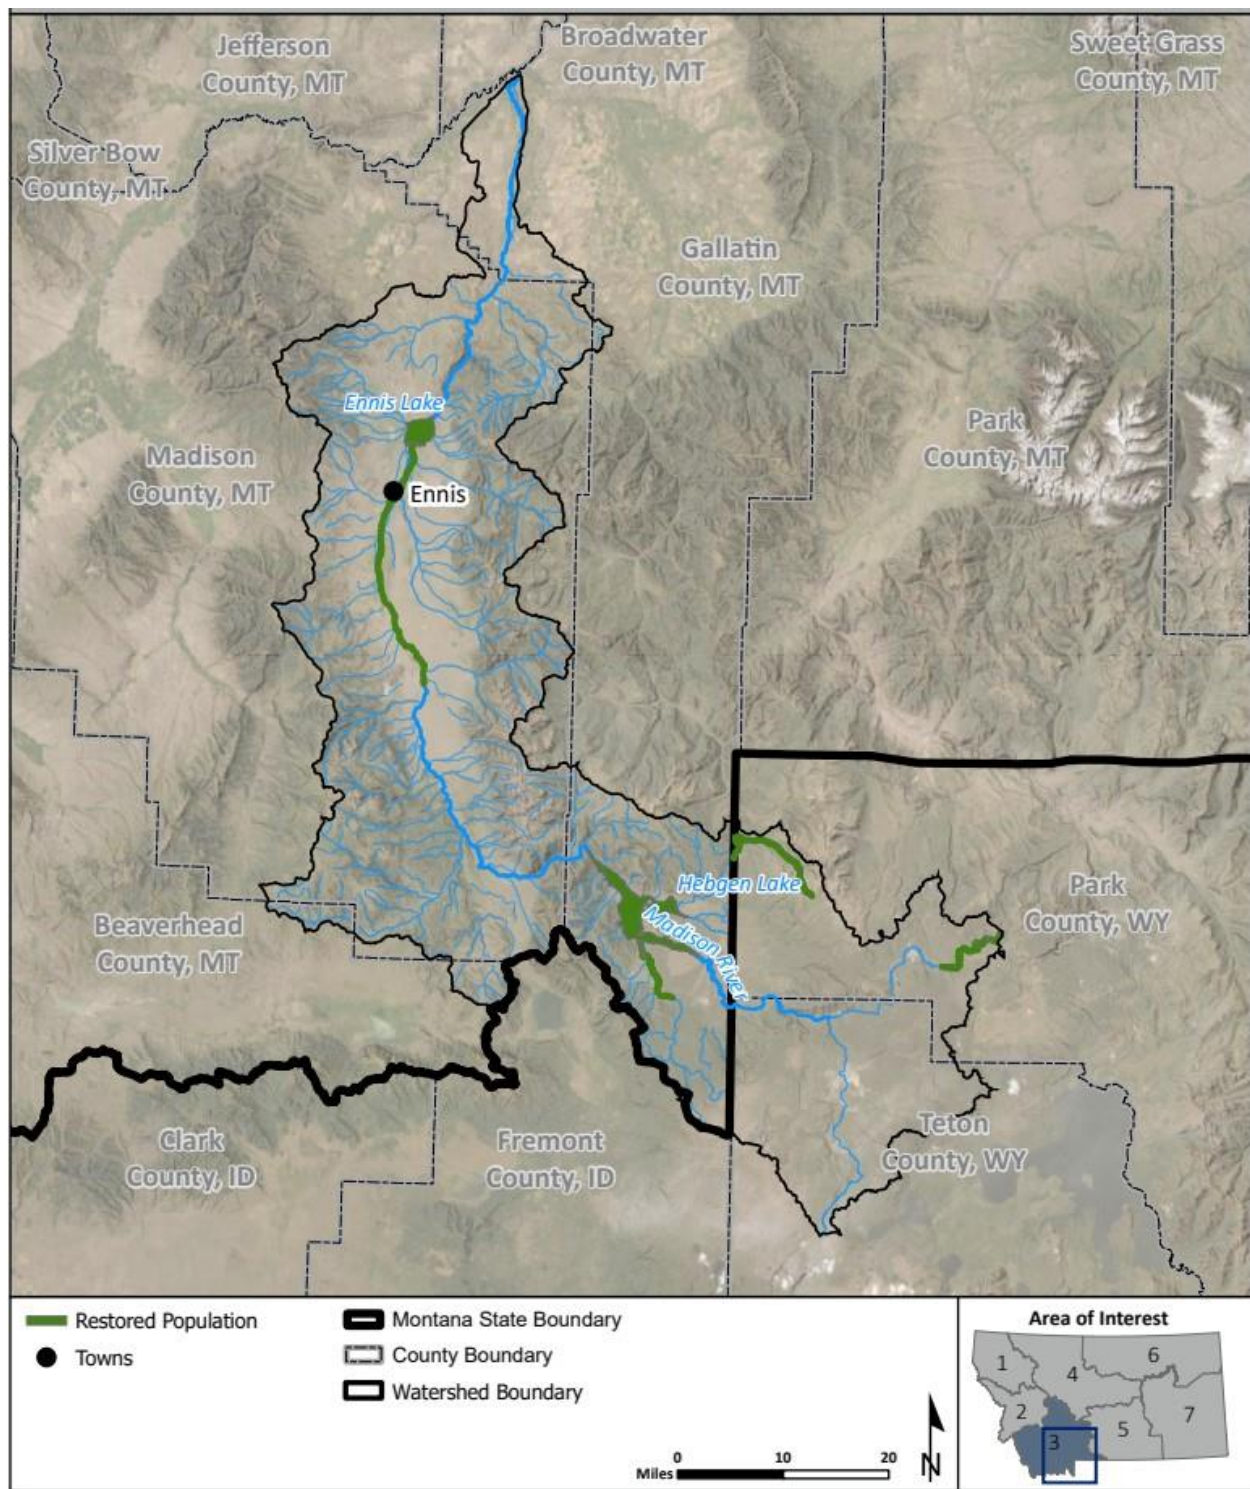 Jefferson
County, MT
Broadwater
County, MT
Sweet Grass
County, MT
Silver Bow
County, MT
Gallatin
County, MT
Ennis Lake
Park
County, MT
Madison
County, MT
Ennis
Hebgen Lake
Park
County, WY
Madison River
Beaverhead
County, MT
Clark
County, ID
Fremont
County, ID
Teton
County, WY
Restored Population
Towns
Montana State Boundary
County Boundary
Watershed Boundary
0 10 20
Miles
N
Area of Interest
1
6
4
2
7
5
3